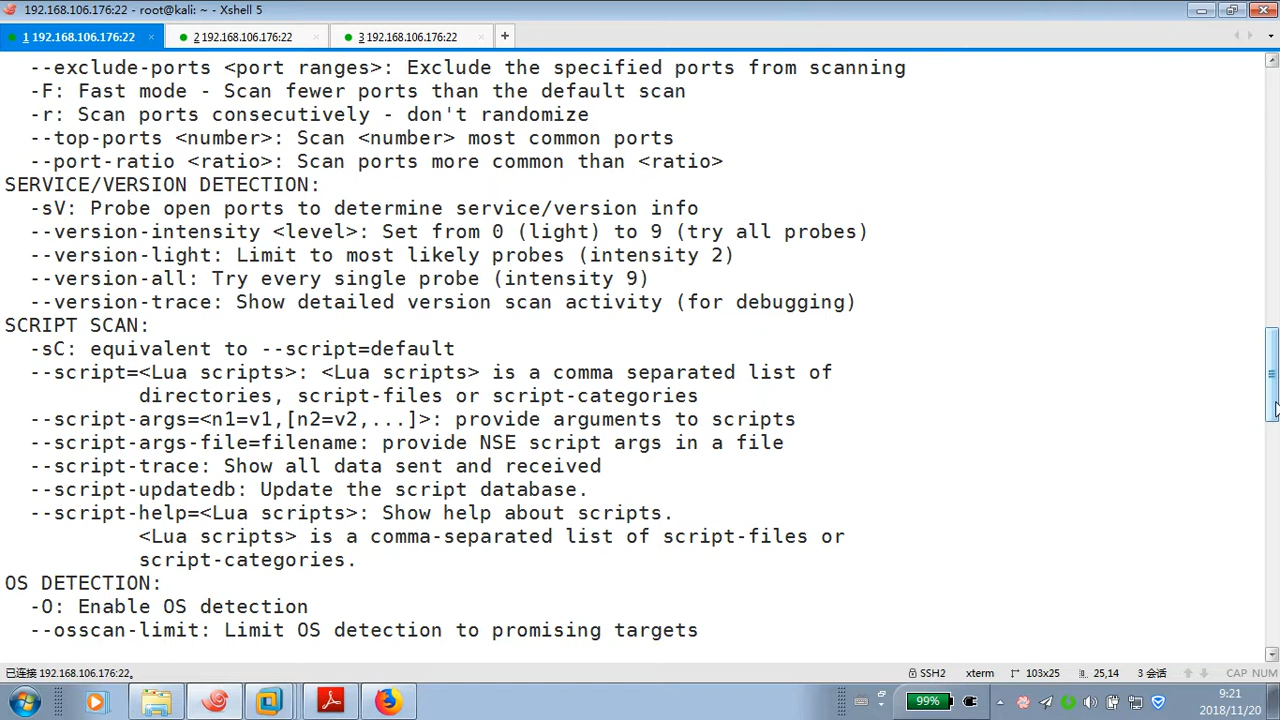 192.168.106.176:22 - root@kali: ~ - Xshell 5
1 192.168.106.176:22
2 192.168.106.176:22
3 192.168.106.176:22
--exclude-ports <port ranges>: Exclude the specified ports from scanning
-F: Fast mode - Scan fewer ports than the default scan
-r: Scan ports consecutively - don't randomize
--top-ports <number>: Scan <number> most common ports
--port-ratio <ratio>: Scan ports more common than <ratio>
SERVICE/VERSION DETECTION:
-sV: Probe open ports to determine service/version info
--version-intensity <level>: Set from 0 (light) to 9 (try all probes)
--version-light: Limit to most likely probes (intensity 2)
--version-all: Try every single probe (intensity 9)
--version-trace: Show detailed version scan activity (for debugging)
SCRIPT SCAN:
-sC: equivalent to --script=default
--script=<Lua scripts>: <Lua scripts> is a comma separated list of
directories, script-files or script-categories
--script-args=<n1=v1,[n2=v2,...]>: provide arguments to scripts
--script-args-file=filename: provide NSE script args in a file
--script-trace: Show all data sent and received
--script-updatedb: Update the script database.
--script-help=<Lua scripts>: Show help about scripts.
<Lua scripts> is a comma-separated list of script-files or
script-categories.
OS DETECTION:
-O: Enable OS detection
--osscan-limit: Limit OS detection to promising targets
已连接 192.168.106.176:22。
SSH2
xterm
103x25
25,14
3 会话
CAP NUM
99%
9:21
2018/11/20